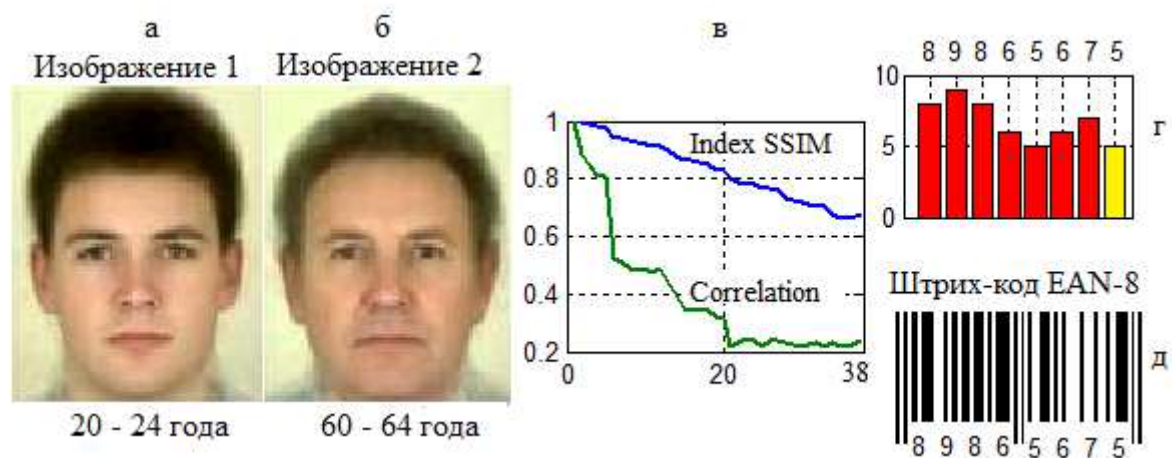 а
Изображение 1
20 - 24 года
б
Изображение 2
60 - 64 года
в
1
0.8
0.6
0.4
0.2
0 20 38
Index SSIM
Correlation
8 9 8 6 5 6 7 5
10
5
0
г
Штрих-код EAN-8
8 9 8 6 5 6 7 5
д